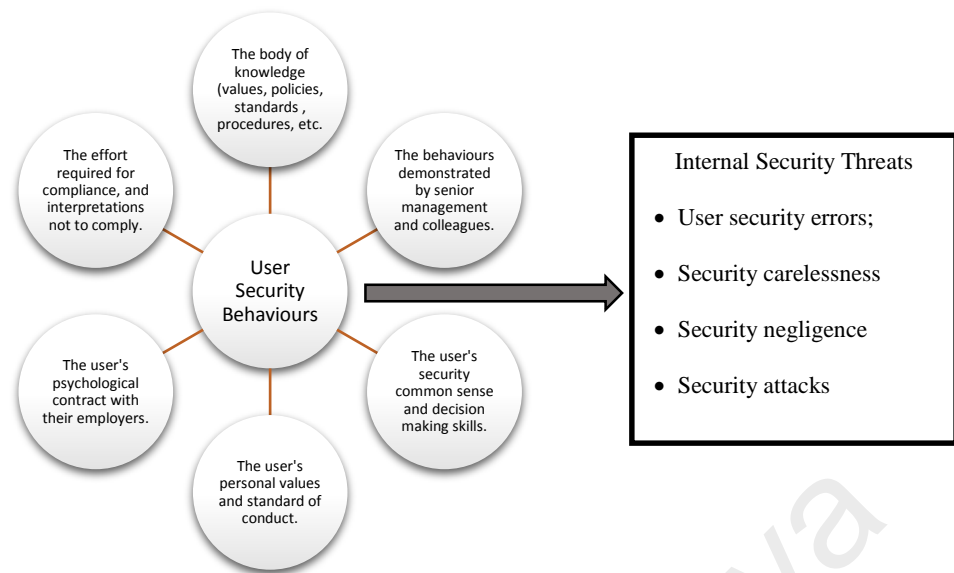 The body of
knowledge
(values, policies,
standards ,
procedures, etc.
The effort
required for
compliance, and
interpretations
not to comply.
The behaviours
demonstrated
by senior
management
and colleagues.
User
Security
Behaviours
The user's
psychological
contract with
their employers.
The user's
security
common sense
and decision
making skills.
The user's
personal values
and standard of
conduct.
Internal Security Threats
• User security errors;
• Security carelessness
• Security negligence
• Security attacks